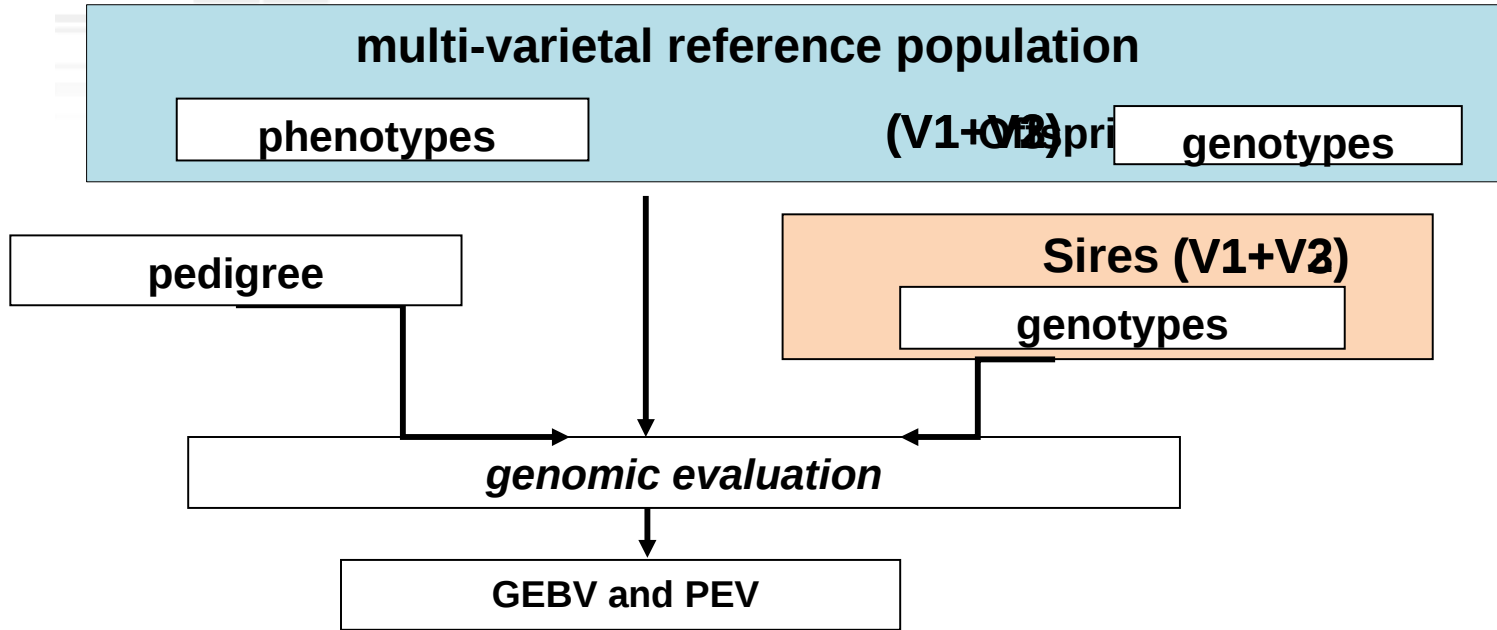 multi-varietal reference population
phenotypes
genotypes
pedigree
Sires
genotypes
genomic evaluation
GEBV and PEV